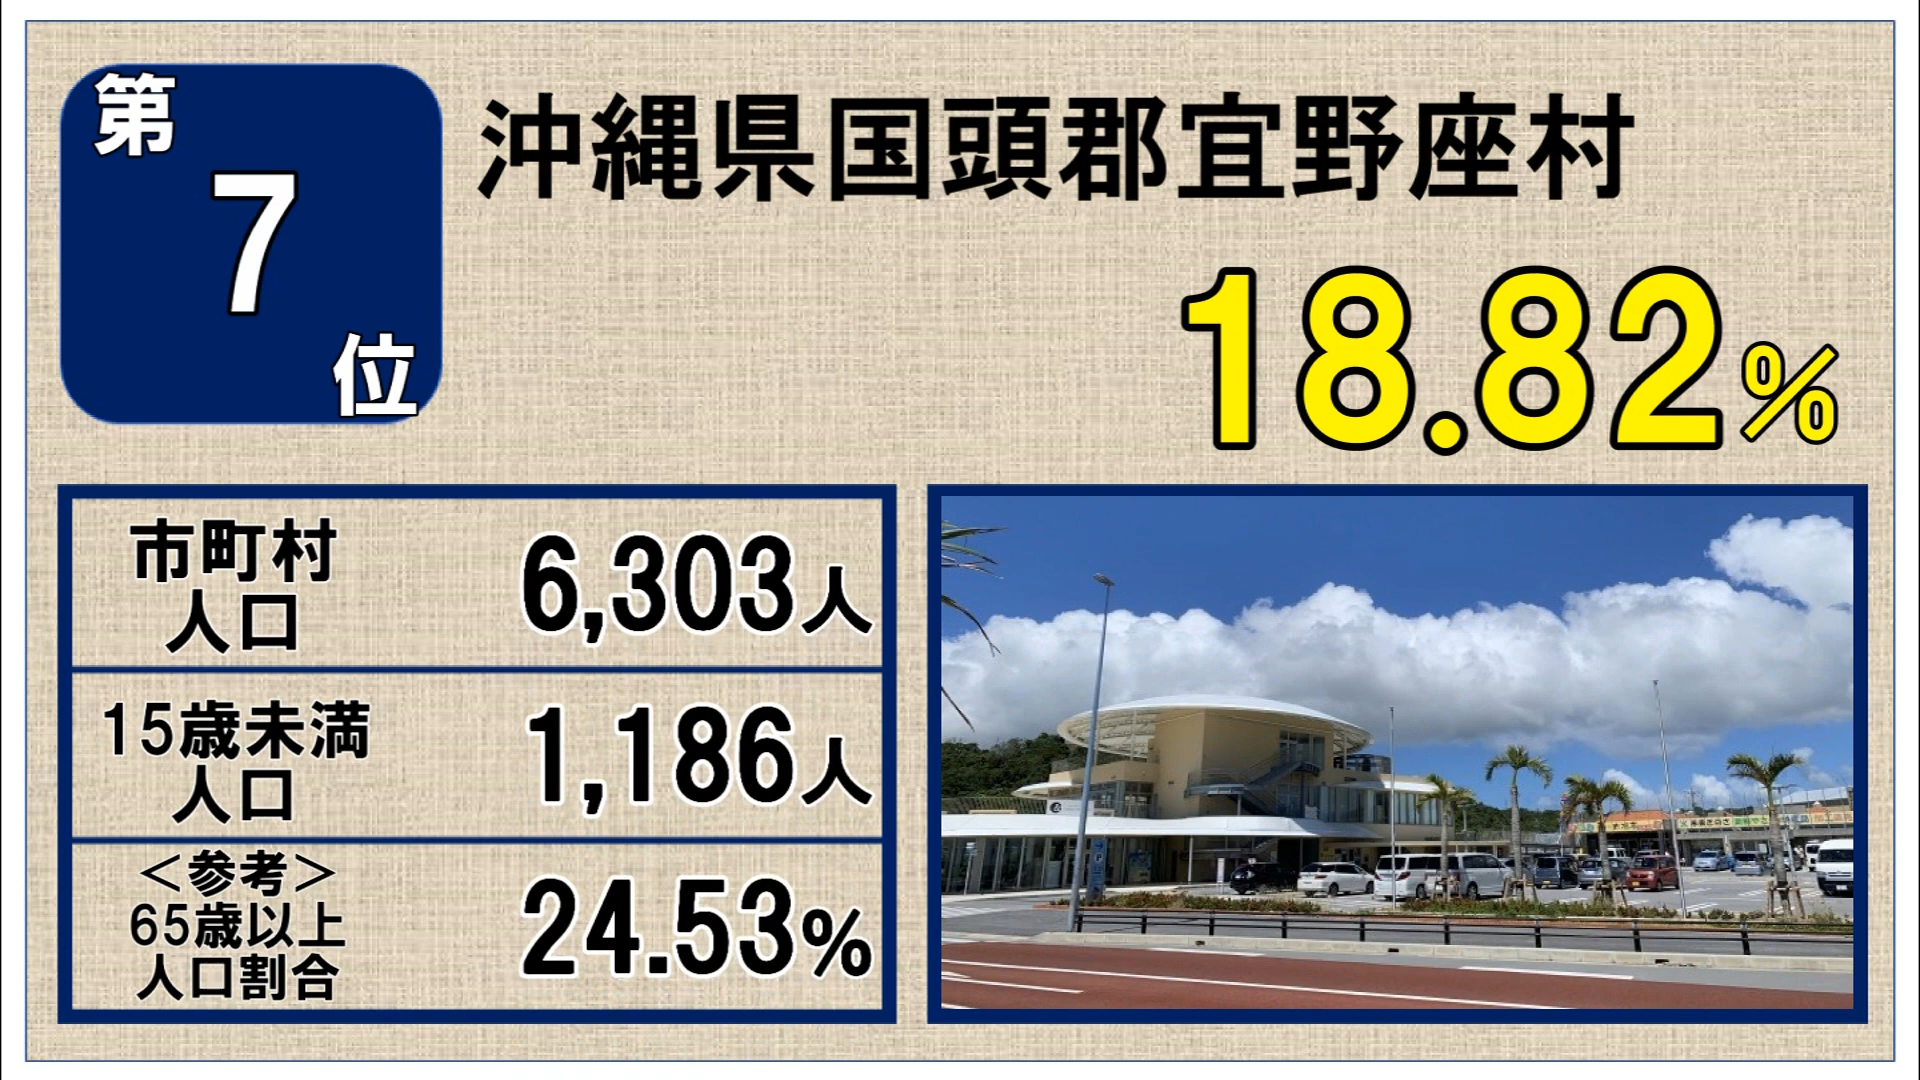 第
7
位
沖縄県国頭郡宜野座村
18.82%
市町村
人口
6,303人
15歳未満
人口
1,186人
＜参考＞
65歳以上
人口割合
24.53%